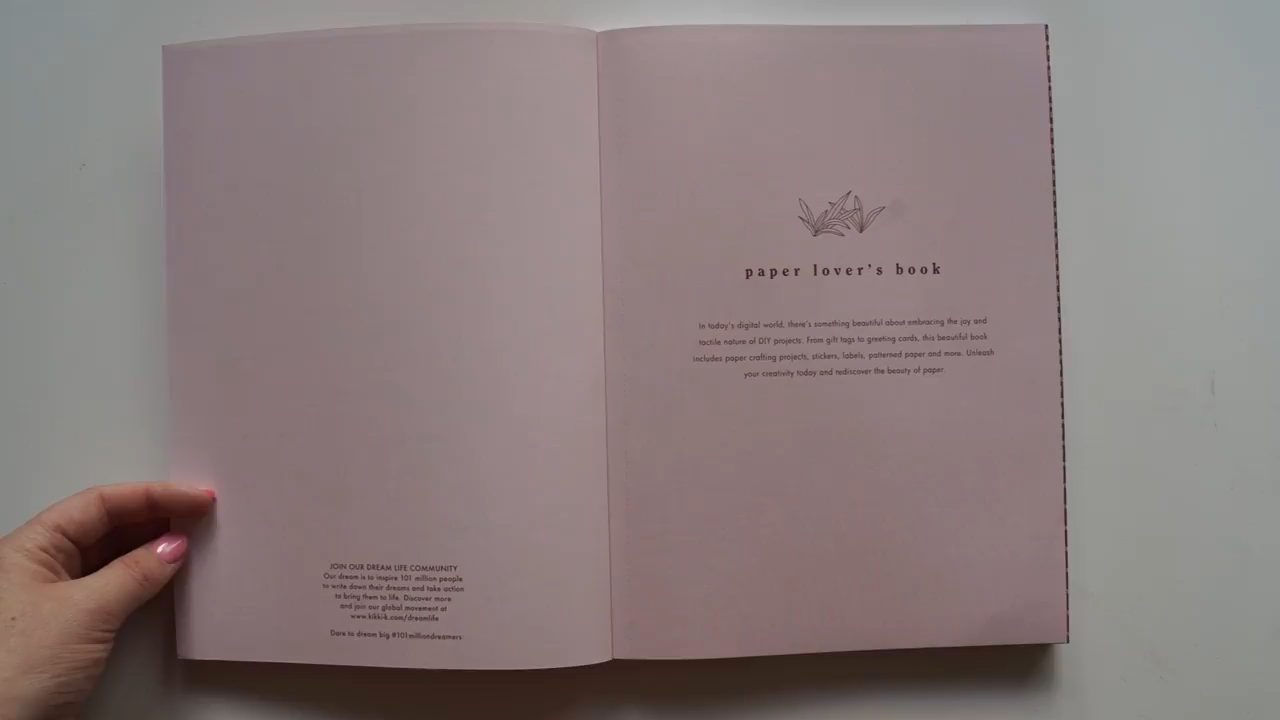 JOIN OUR DREAM LIFE COMMUNITY
Our dream is to inspire 101 million people
to write down their dreams and take action
to bring them to life. Discover more
and join our global movement at
www.kikki-k.com/dreamlife
Dare to dream big #101milliondreamers
paper lover's book
In today's digital world, there's something beautiful about embracing the joy and
tactile nature of DIY projects. From gift tags to greeting cards, this beautiful book
includes paper crafting projects, stickers, labels, patterned paper and more. Unleash
your creativity today and rediscover the beauty of paper.